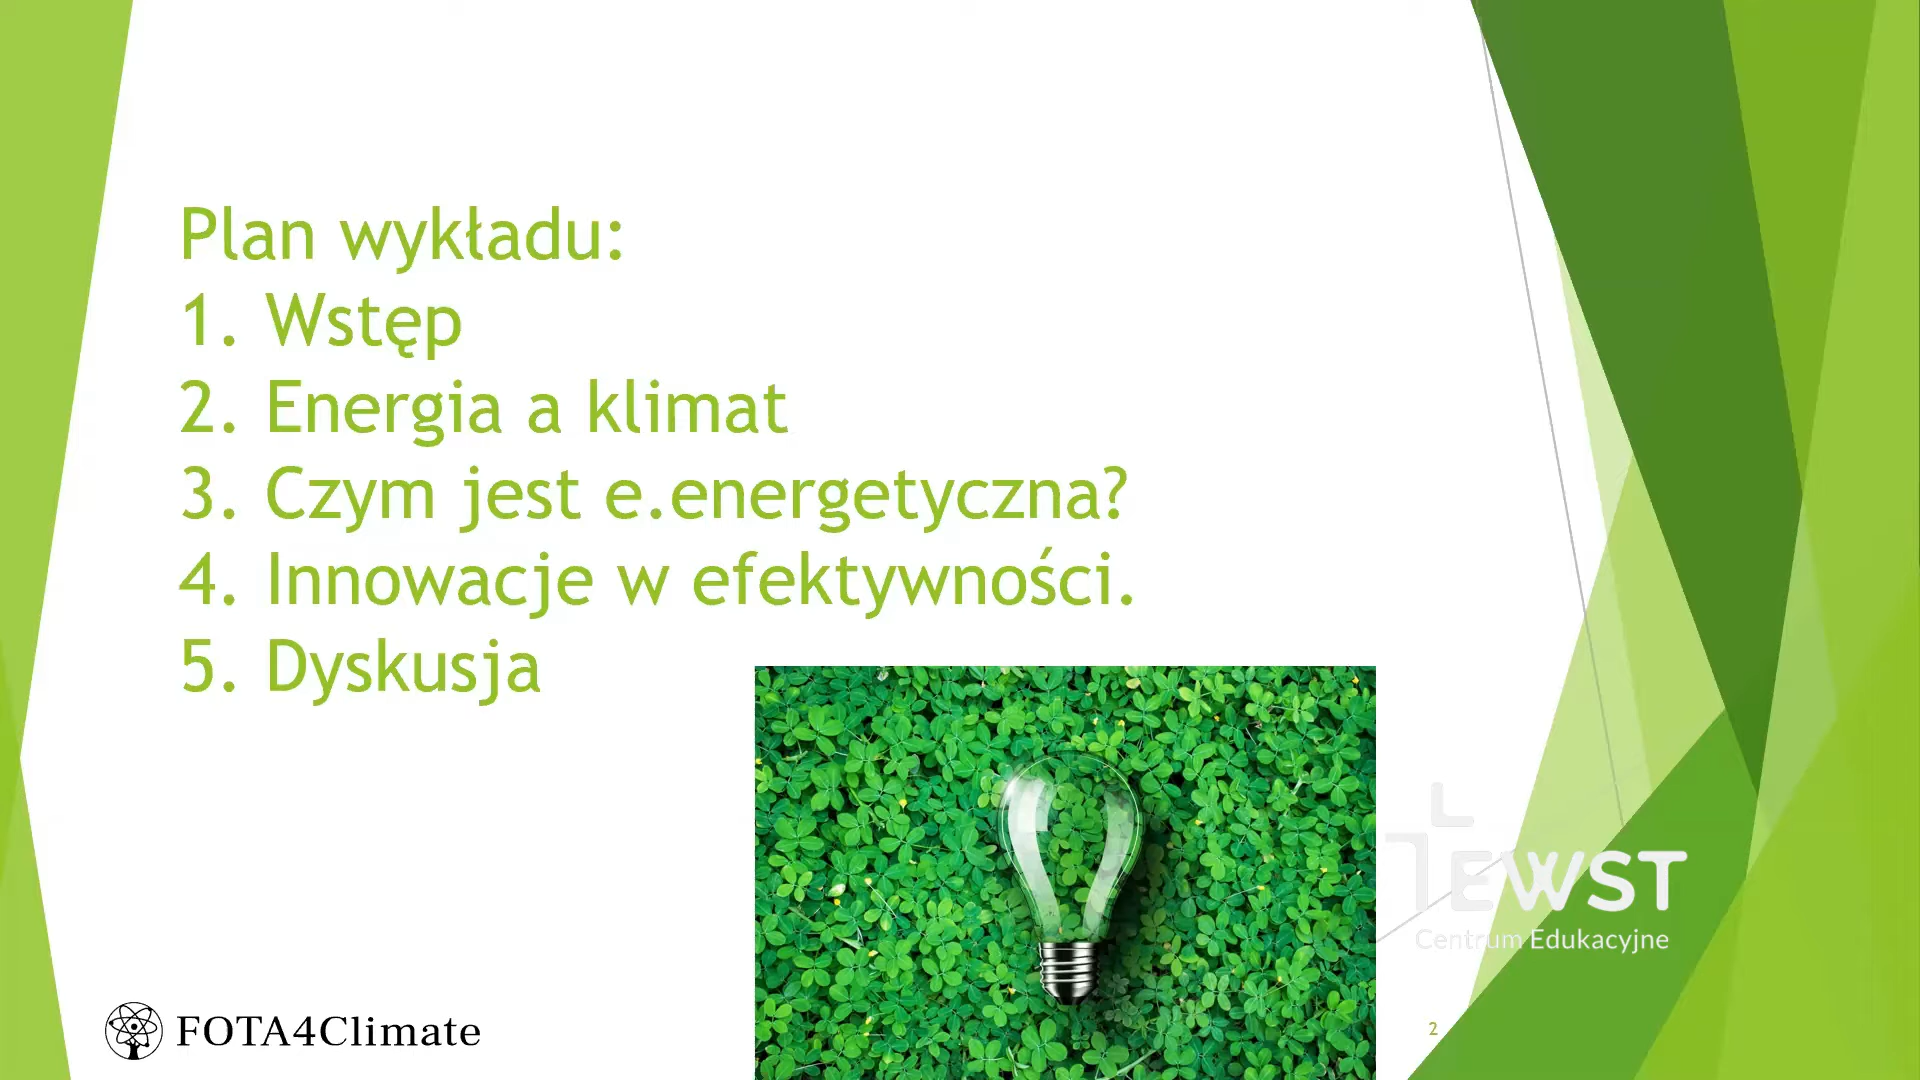 Plan wykładu:
1. Wstęp
2. Energia a klimat
3. Czym jest e.energetyczna?
4. Innowacje w efektywności.
5. Dyskusja
EWST
Centrum Edukacyjne
FOTA4Climate
2